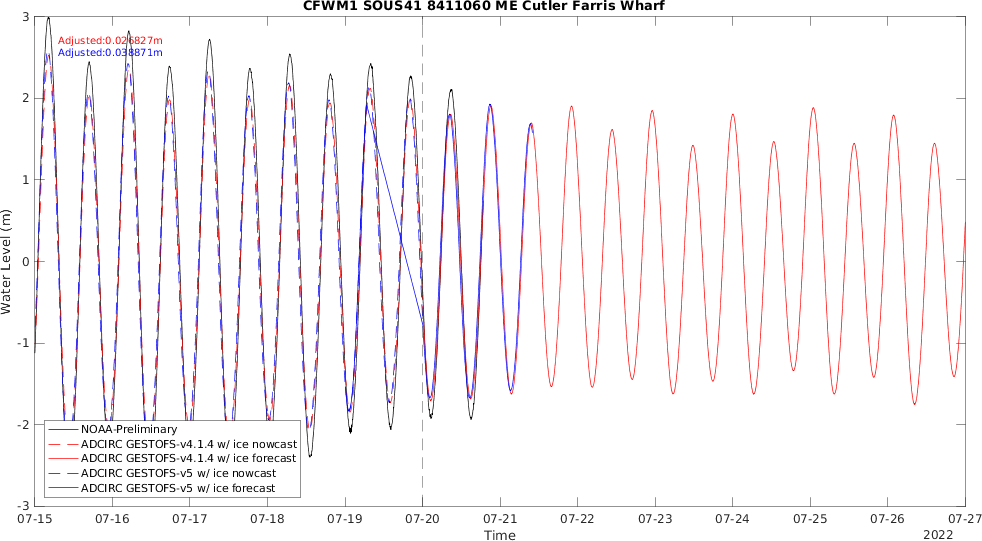 CFWM1 SOUS41 8411060 ME Cutler Farris Wharf
Adjusted:0.026827m
Adjusted:0.038871m
Water Level (m)
3
2
1
0
-1
-2
-3
NOAA-Preliminary
ADCIRC GESTOFS-v4.1.4 w/ ice nowcast
ADCIRC GESTOFS-v4.1.4 w/ ice forecast
ADCIRC GESTOFS-v5 w/ ice nowcast
ADCIRC GESTOFS-v5 w/ ice forecast
07-15 07-16 07-17 07-18 07-19 07-20 07-21 07-22 07-23 07-24 07-25 07-26 07-27
Time
2022